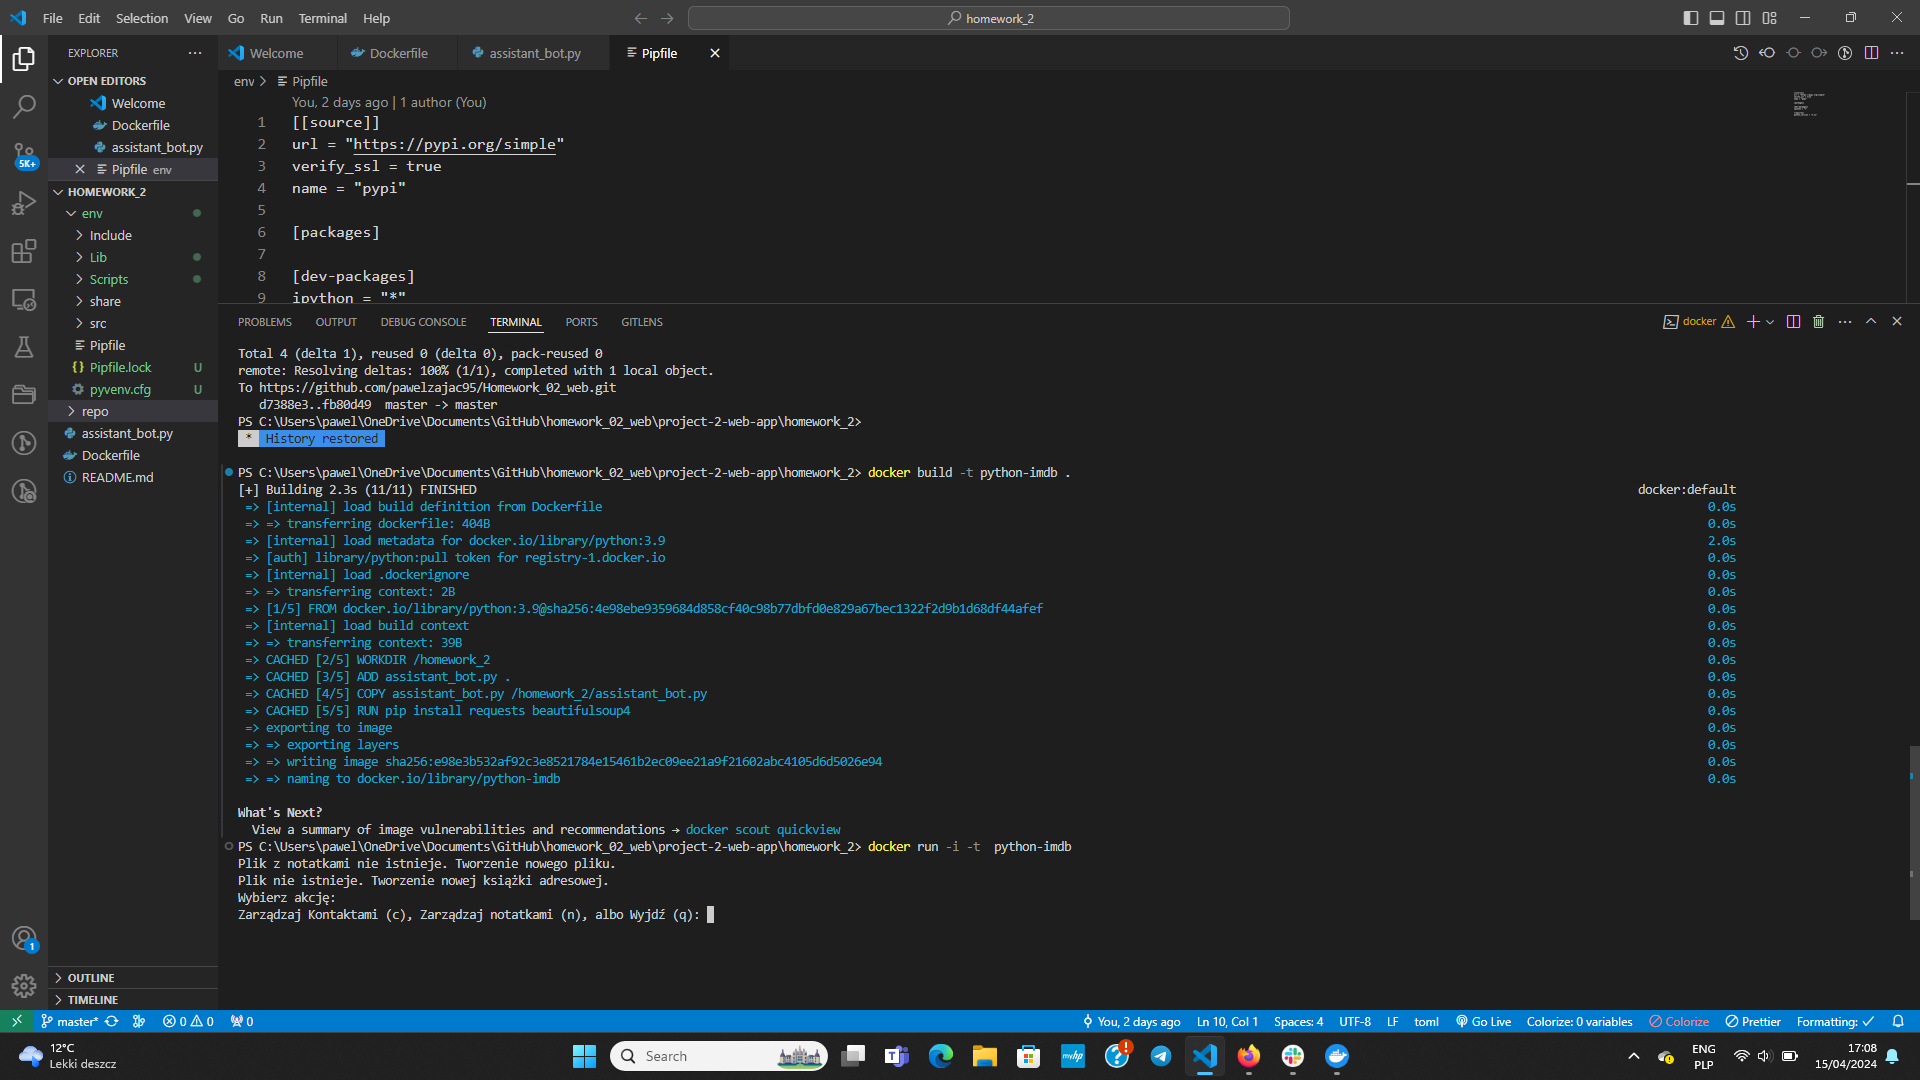 File Edit Selection View Go Run Terminal Help
homework_2
EXPLORER
OPEN EDITORS
Welcome
Dockerfile
assistant_bot.py
Pipfile env
HOMEWORK_2
env
Include
Lib
Scripts
share
src
Pipfile
Pipfile.lock U
pyvenv.cfg U
repo
assistant_bot.py
Dockerfile
README.md
OUTLINE
TIMELINE
5K+
1
Welcome Dockerfile assistant_bot.py Pipfile
env > Pipfile
You, 2 days ago | 1 author (You)
1 [[source]]
2 url = "https://pypi.org/simple"
3 verify_ssl = true
4 name = "pypi"
5
6 [packages]
7
8 [dev-packages]
9 ipython = "*"
PROBLEMS OUTPUT DEBUG CONSOLE TERMINAL PORTS GITLENS
docker
Total 4 (delta 1), reused 0 (delta 0), pack-reused 0
remote: Resolving deltas: 100% (1/1), completed with 1 local object.
To https://github.com/pawelzajac95/Homework_02_web.git
d7388e3..fb80d49 master -> master
PS C:\Users\pawel\OneDrive\Documents\GitHub\homework_02_web\project-2-web-app\homework_2>
* History restored
PS C:\Users\pawel\OneDrive\Documents\GitHub\homework_02_web\project-2-web-app\homework_2> docker build -t python-imdb .
[+] Building 2.3s (11/11) FINISHED docker:default
=> [internal] load build definition from Dockerfile 0.0s
=> => transferring dockerfile: 404B 0.0s
=> [internal] load metadata for docker.io/library/python:3.9 2.0s
=> [auth] library/python:pull token for registry-1.docker.io 0.0s
=> [internal] load .dockerignore 0.0s
=> => transferring context: 2B 0.0s
=> [1/5] FROM docker.io/library/python:3.9@sha256:4e98ebe9359684d858cf40c98b77dbfd0e829a67bec1322f2d9b1d68df44afef 0.0s
=> [internal] load build context 0.0s
=> => transferring context: 39B 0.0s
=> CACHED [2/5] WORKDIR /homework_2 0.0s
=> CACHED [3/5] ADD assistant_bot.py . 0.0s
=> CACHED [4/5] COPY assistant_bot.py /homework_2/assistant_bot.py 0.0s
=> CACHED [5/5] RUN pip install requests beautifulsoup4 0.0s
=> exporting to image 0.0s
=> => exporting layers 0.0s
=> => writing image sha256:e98e3b532af92c3e8521784e15461b2ec09ee21a9f21602abc4105d6d5026e94 0.0s
=> => naming to docker.io/library/python-imdb 0.0s
What's Next?
View a summary of image vulnerabilities and recommendations → docker scout quickview
PS C:\Users\pawel\OneDrive\Documents\GitHub\homework_02_web\project-2-web-app\homework_2> docker run -i -t python-imdb
Plik z notatkami nie istnieje. Tworzenie nowego pliku.
Plik nie istnieje. Tworzenie nowej książki adresowej.
Wybierz akcję:
Zarządzaj Kontaktami (c), Zarządzaj notatkami (n), albo Wyjdź (q):
master* 0 0 0 You, 2 days ago Ln 10, Col 1 Spaces: 4 UTF-8 LF toml Go Live Colorize: 0 variables Colorize Prettier Formatting:
12°C
Lekki deszcz
Search
myhp
ENG
PLP
17:08
15/04/2024